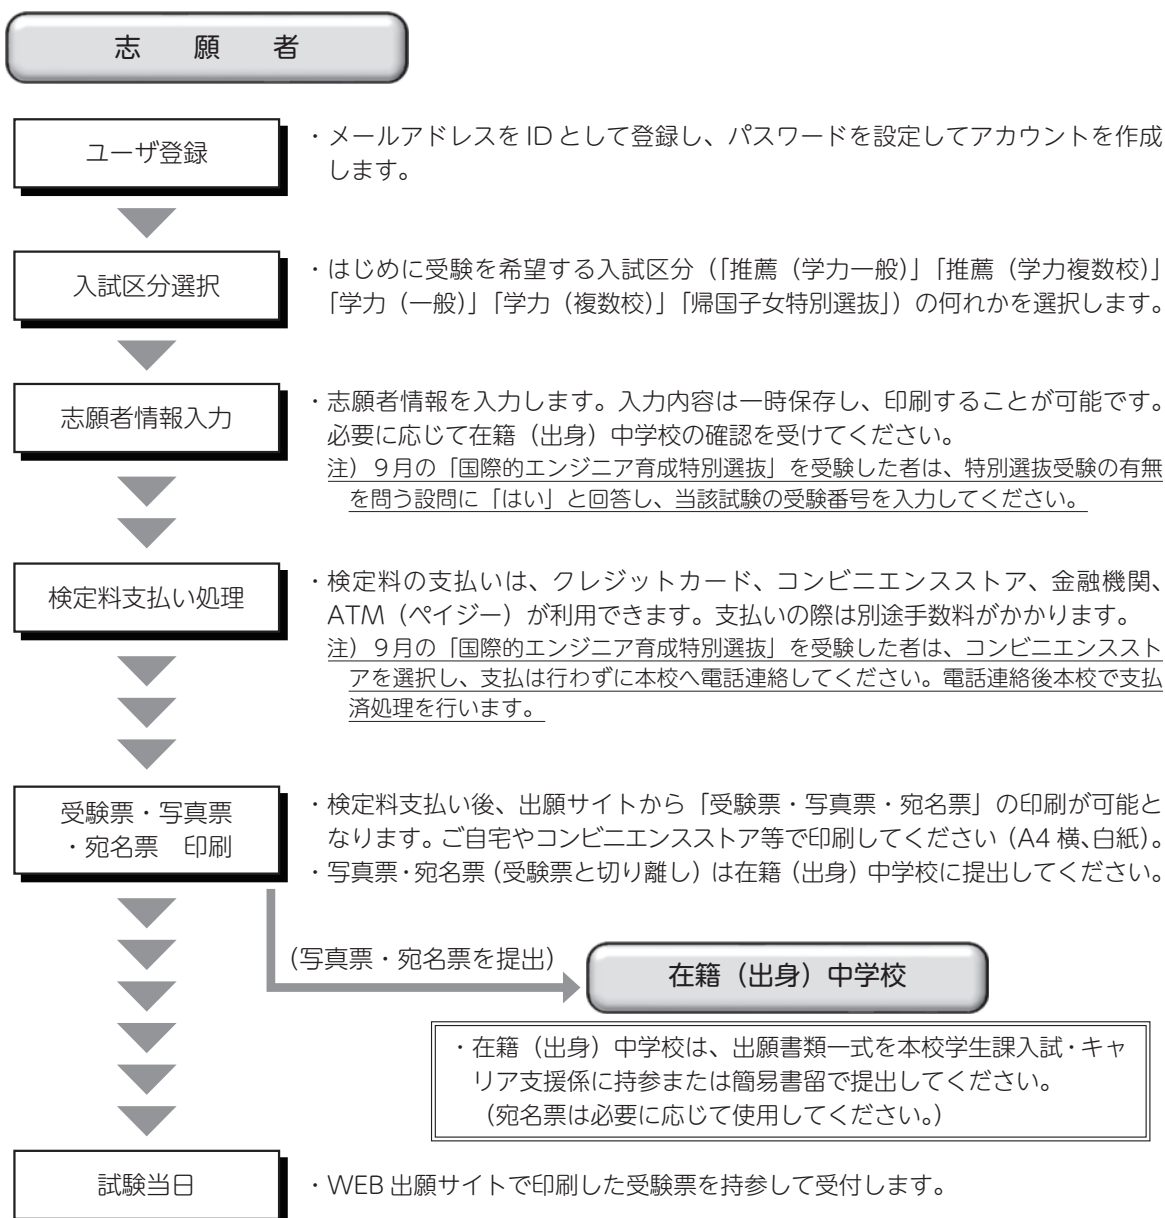 志　願　者
ユーザ登録
・メールアドレスを ID として登録し、パスワードを設定してアカウントを作成
します。
入試区分選択
・はじめに受験を希望する入試区分（「推薦（学力一般）」「推薦（学力複数校）」
「学力（一般）」「学力（複数校）」「帰国子女特別選抜」）の何れかを選択します。
志願者情報入力
・志願者情報を入力します。入力内容は一時保存し、印刷することが可能です。
必要に応じて在籍（出身）中学校の確認を受けてください。
注）９月の「国際的エンジニア育成特別選抜」を受験した者は、特別選抜受験の有無
を問う設問に「はい」と回答し、当該試験の受験番号を入力してください。
検定料支払い処理
・検定料の支払いは、クレジットカード、コンビニエンスストア、金融機関、
ATM（ペイジー）が利用できます。支払いの際は別途手数料がかかります。
注）９月の「国際的エンジニア育成特別選抜」を受験した者は、コンビニエンススト
アを選択し、支払は行わずに本校へ電話連絡してください。電話連絡後本校で支払
済処理を行います。
受験票・写真票
・宛名票　印刷
・検定料支払い後、出願サイトから「受験票・写真票・宛名票」の印刷が可能と
なります。ご自宅やコンビニエンスストア等で印刷してください（A4 横、白紙）。
・写真票・宛名票（受験票と切り離し）は在籍（出身）中学校に提出してください。
（写真票・宛名票を提出）
在籍（出身）中学校
・在籍（出身）中学校は、出願書類一式を本校学生課入試・キャ
リア支援係に持参または簡易書留で提出してください。
（宛名票は必要に応じて使用してください。）
試験当日
・WEB 出願サイトで印刷した受験票を持参して受付します。